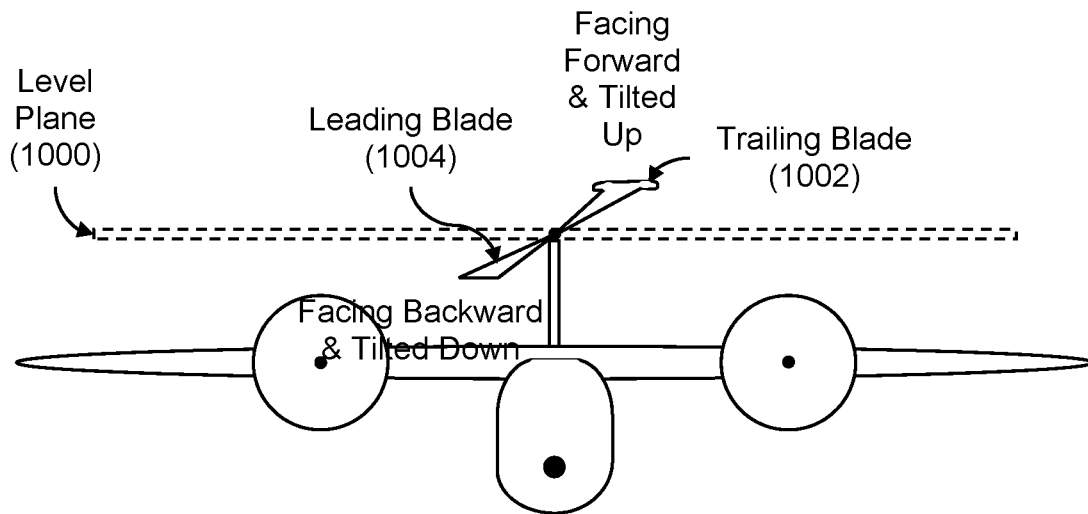 Facing
Forward
& Tilted
Up
Level
Plane
(1000)
Leading Blade
(1004)
Trailing Blade
(1002)
Facing Backward
& Tilted Down